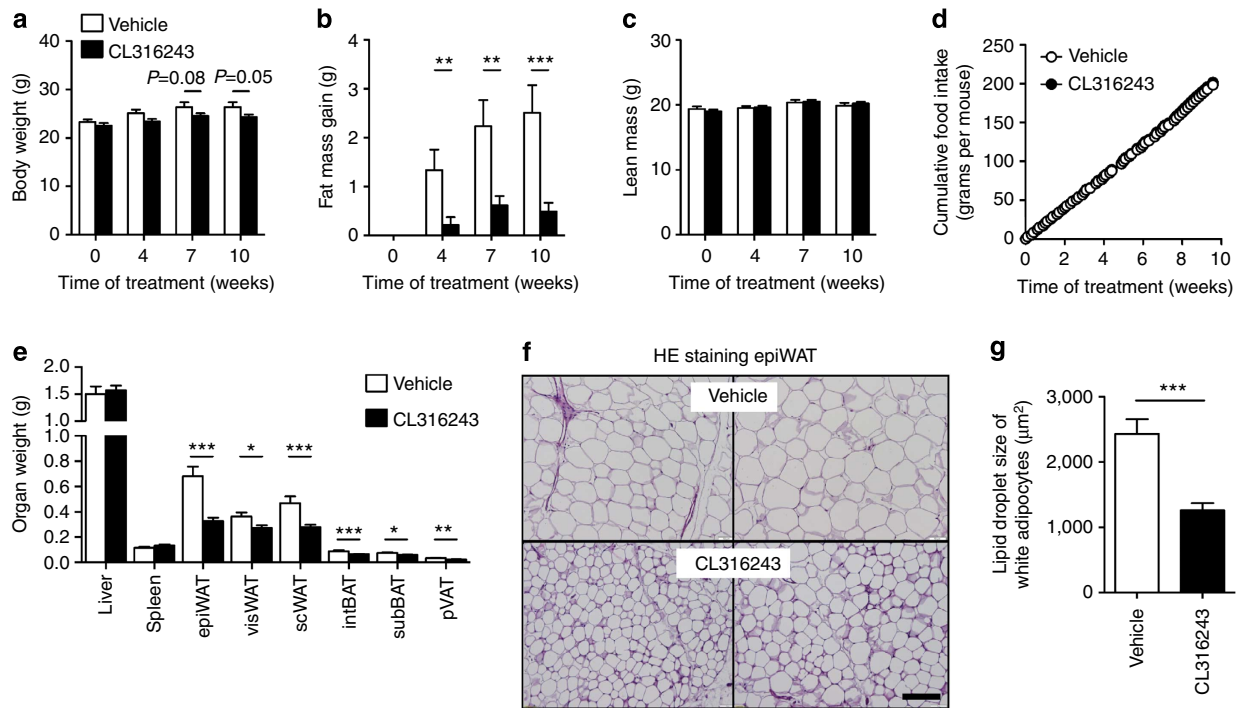 a
Vehicle
CL316243
Body weight (g)
40
30
20
10
0
P=0.08
P=0.05
0 4 7 10
Time of treatment (weeks)
b
Fat mass gain (g)
4
3
2
1
0
** ** ***
0 4 7 10
Time of treatment (weeks)
c
Lean mass (g)
30
20
10
0
0 4 7 10
Time of treatment (weeks)
d
Cumulative food intake
(grams per mouse)
250
200
150
100
50
0
Vehicle
CL316243
0 2 4 6 8 10
Time of treatment (weeks)
e
Organ weight (g)
2.0
1.5
1.0
1.0
0.8
0.6
0.4
0.2
0.0
Vehicle
CL316243
*** * *** *** * **
Liver
Spleen
epiWAT
visWAT
scWAT
intBAT
subBAT
pVAT
f
HE staining epiWAT
Vehicle
CL316243
g
Lipid droplet size of
white adipocytes (μm²)
3,000
2,000
1,000
0
***
Vehicle
CL316243